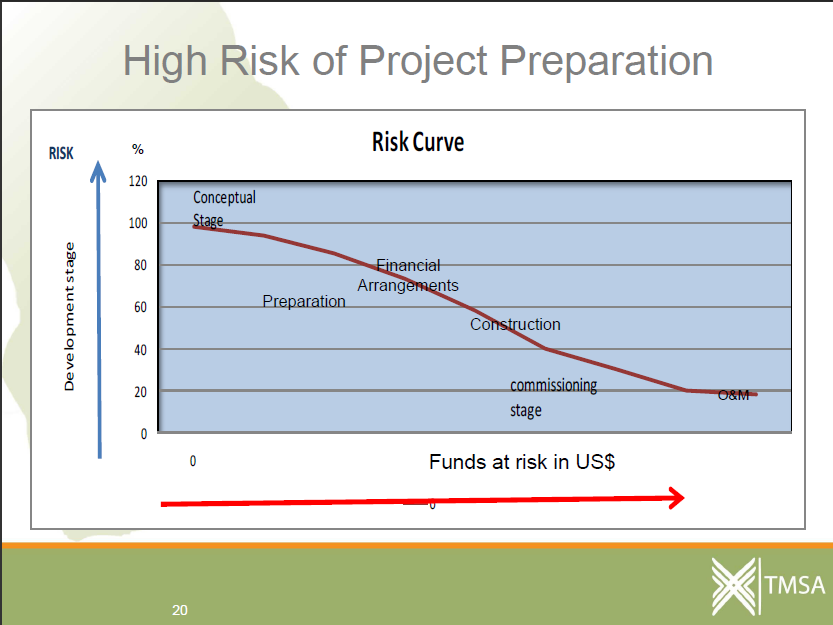 High Risk of Project Preparation
Risk Curve
RISK
%
120
100
80
60
40
20
0
Development stage
Conceptual
Stage
Financial
Arrangements
Preparation
Construction
commissioning
stage
O&M
0
Funds at risk in US$
0
20
TMSA